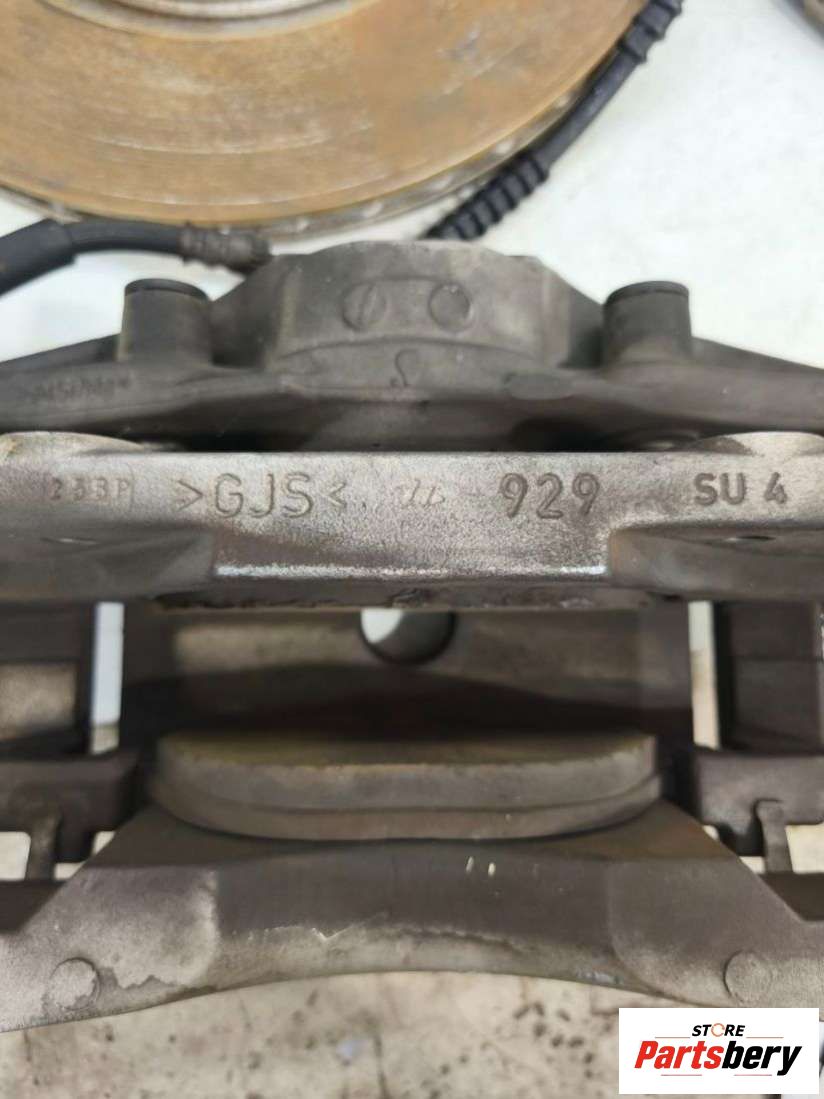 S
>GJS< 929 SU 4
STORE
Partsbery